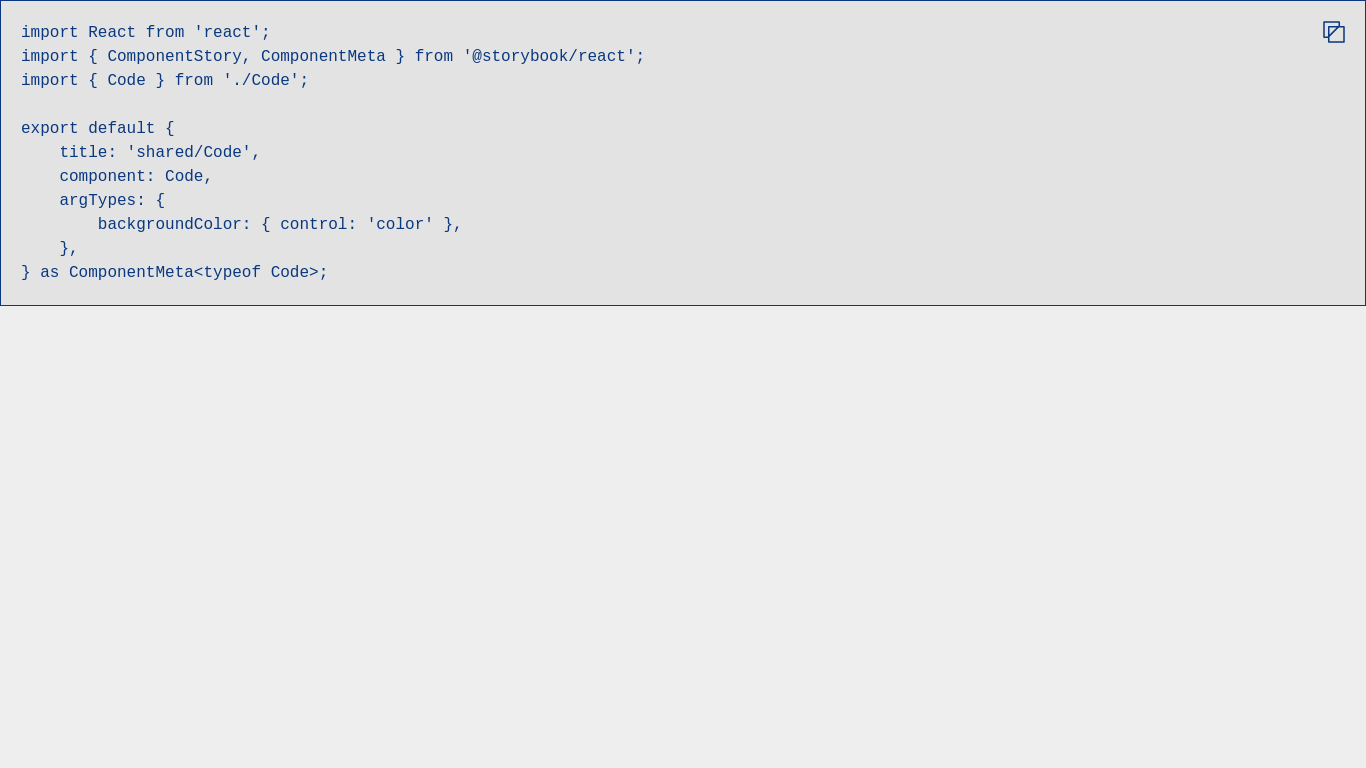 import React from 'react';
import { ComponentStory, ComponentMeta } from '@storybook/react';
import { Code } from './Code';

export default {
    title: 'shared/Code',
    component: Code,
    argTypes: {
        backgroundColor: { control: 'color' },
    },
} as ComponentMeta<typeof Code>;